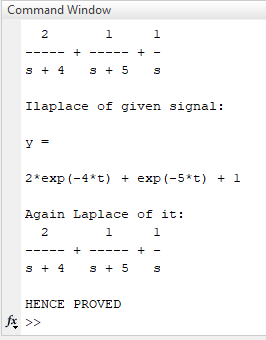 Command Window
2 1 1
----- + ----- + -
s + 4 s + 5 s
Ilaplace of given signal:
y =
2*exp(-4*t) + exp(-5*t) + 1
Again Laplace of it:
2 1 1
----- + ----- + -
s + 4 s + 5 s
HENCE PROVED
fx >>